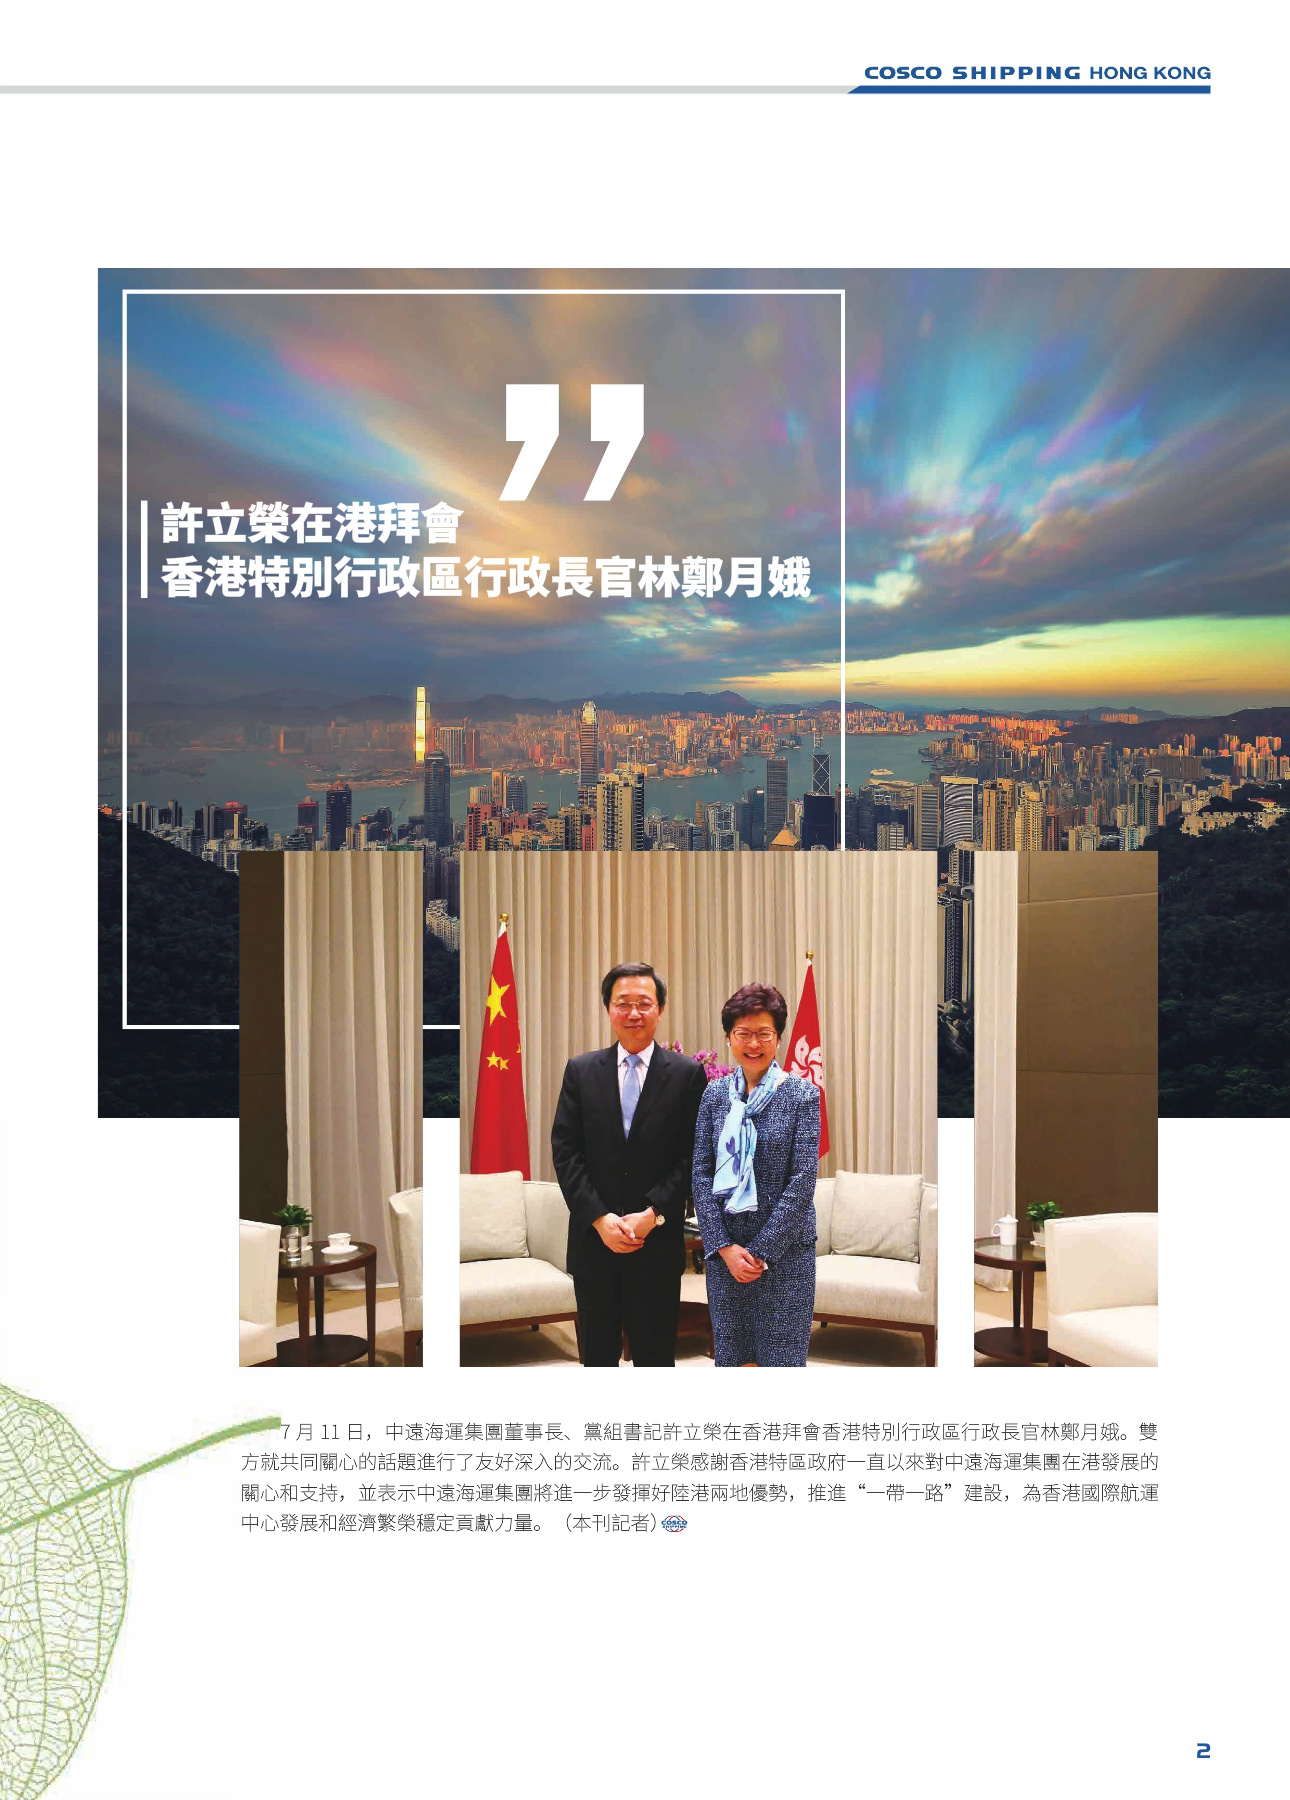 COSCO SHIPPING HONG KONG
”
許立榮在港拜會
香港特別行政區行政長官林鄭月娥
7 月 11 日，中遠海運集團董事長、黨組書記許立榮在香港拜會香港特別行政區行政長官林鄭月娥。雙
方就共同關心的話題進行了友好深入的交流。許立榮感謝香港特區政府一直以來對中遠海運集團在港發展的
關心和支持，並表示中遠海運集團將進一步發揮好陸港兩地優勢，推進“一帶一路”建設，為香港國際航運
中心發展和經濟繁榮穩定貢獻力量。（本刊記者）COSCO SHIPPING
2